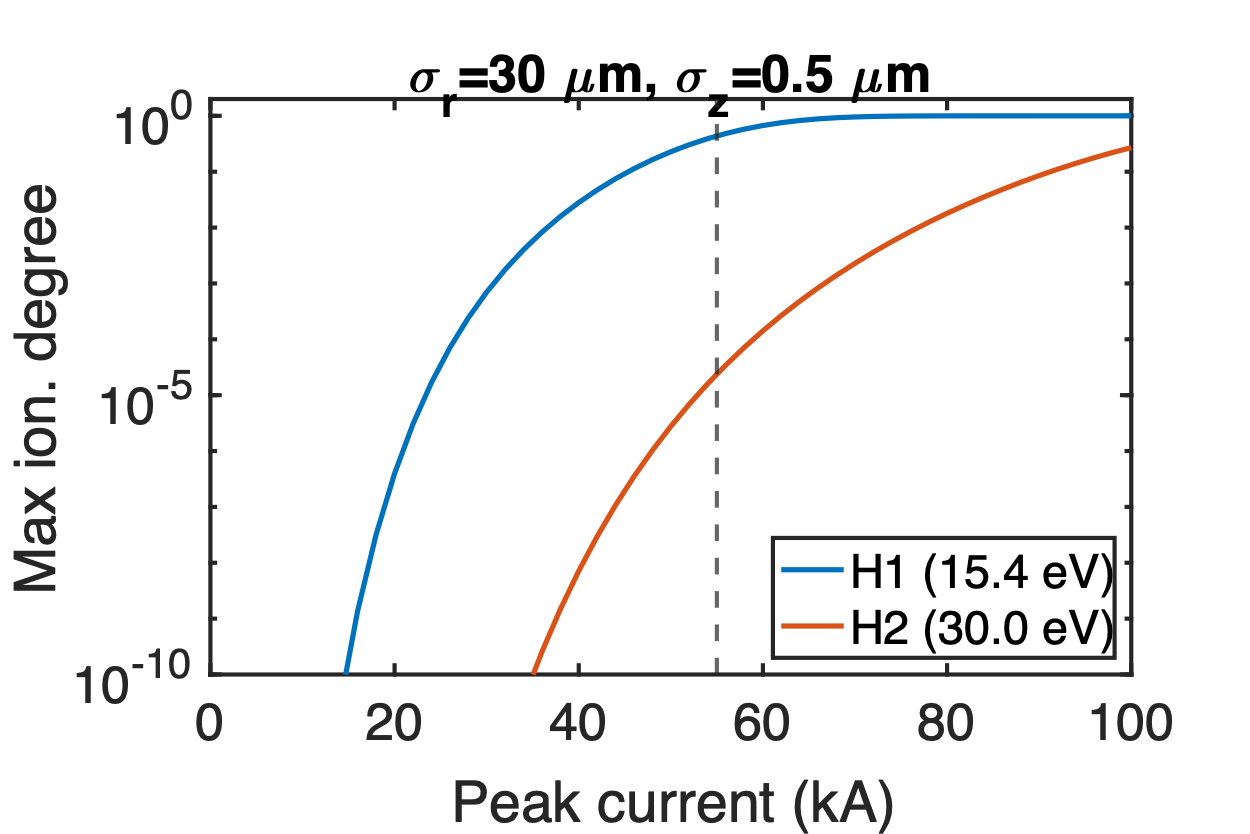 σr=30 μm, σz=0.5 μm
Max ion. degree
10^0
10^-5
10^-10
H1 (15.4 eV)
H2 (30.0 eV)
0 20 40 60 80 100
Peak current (kA)